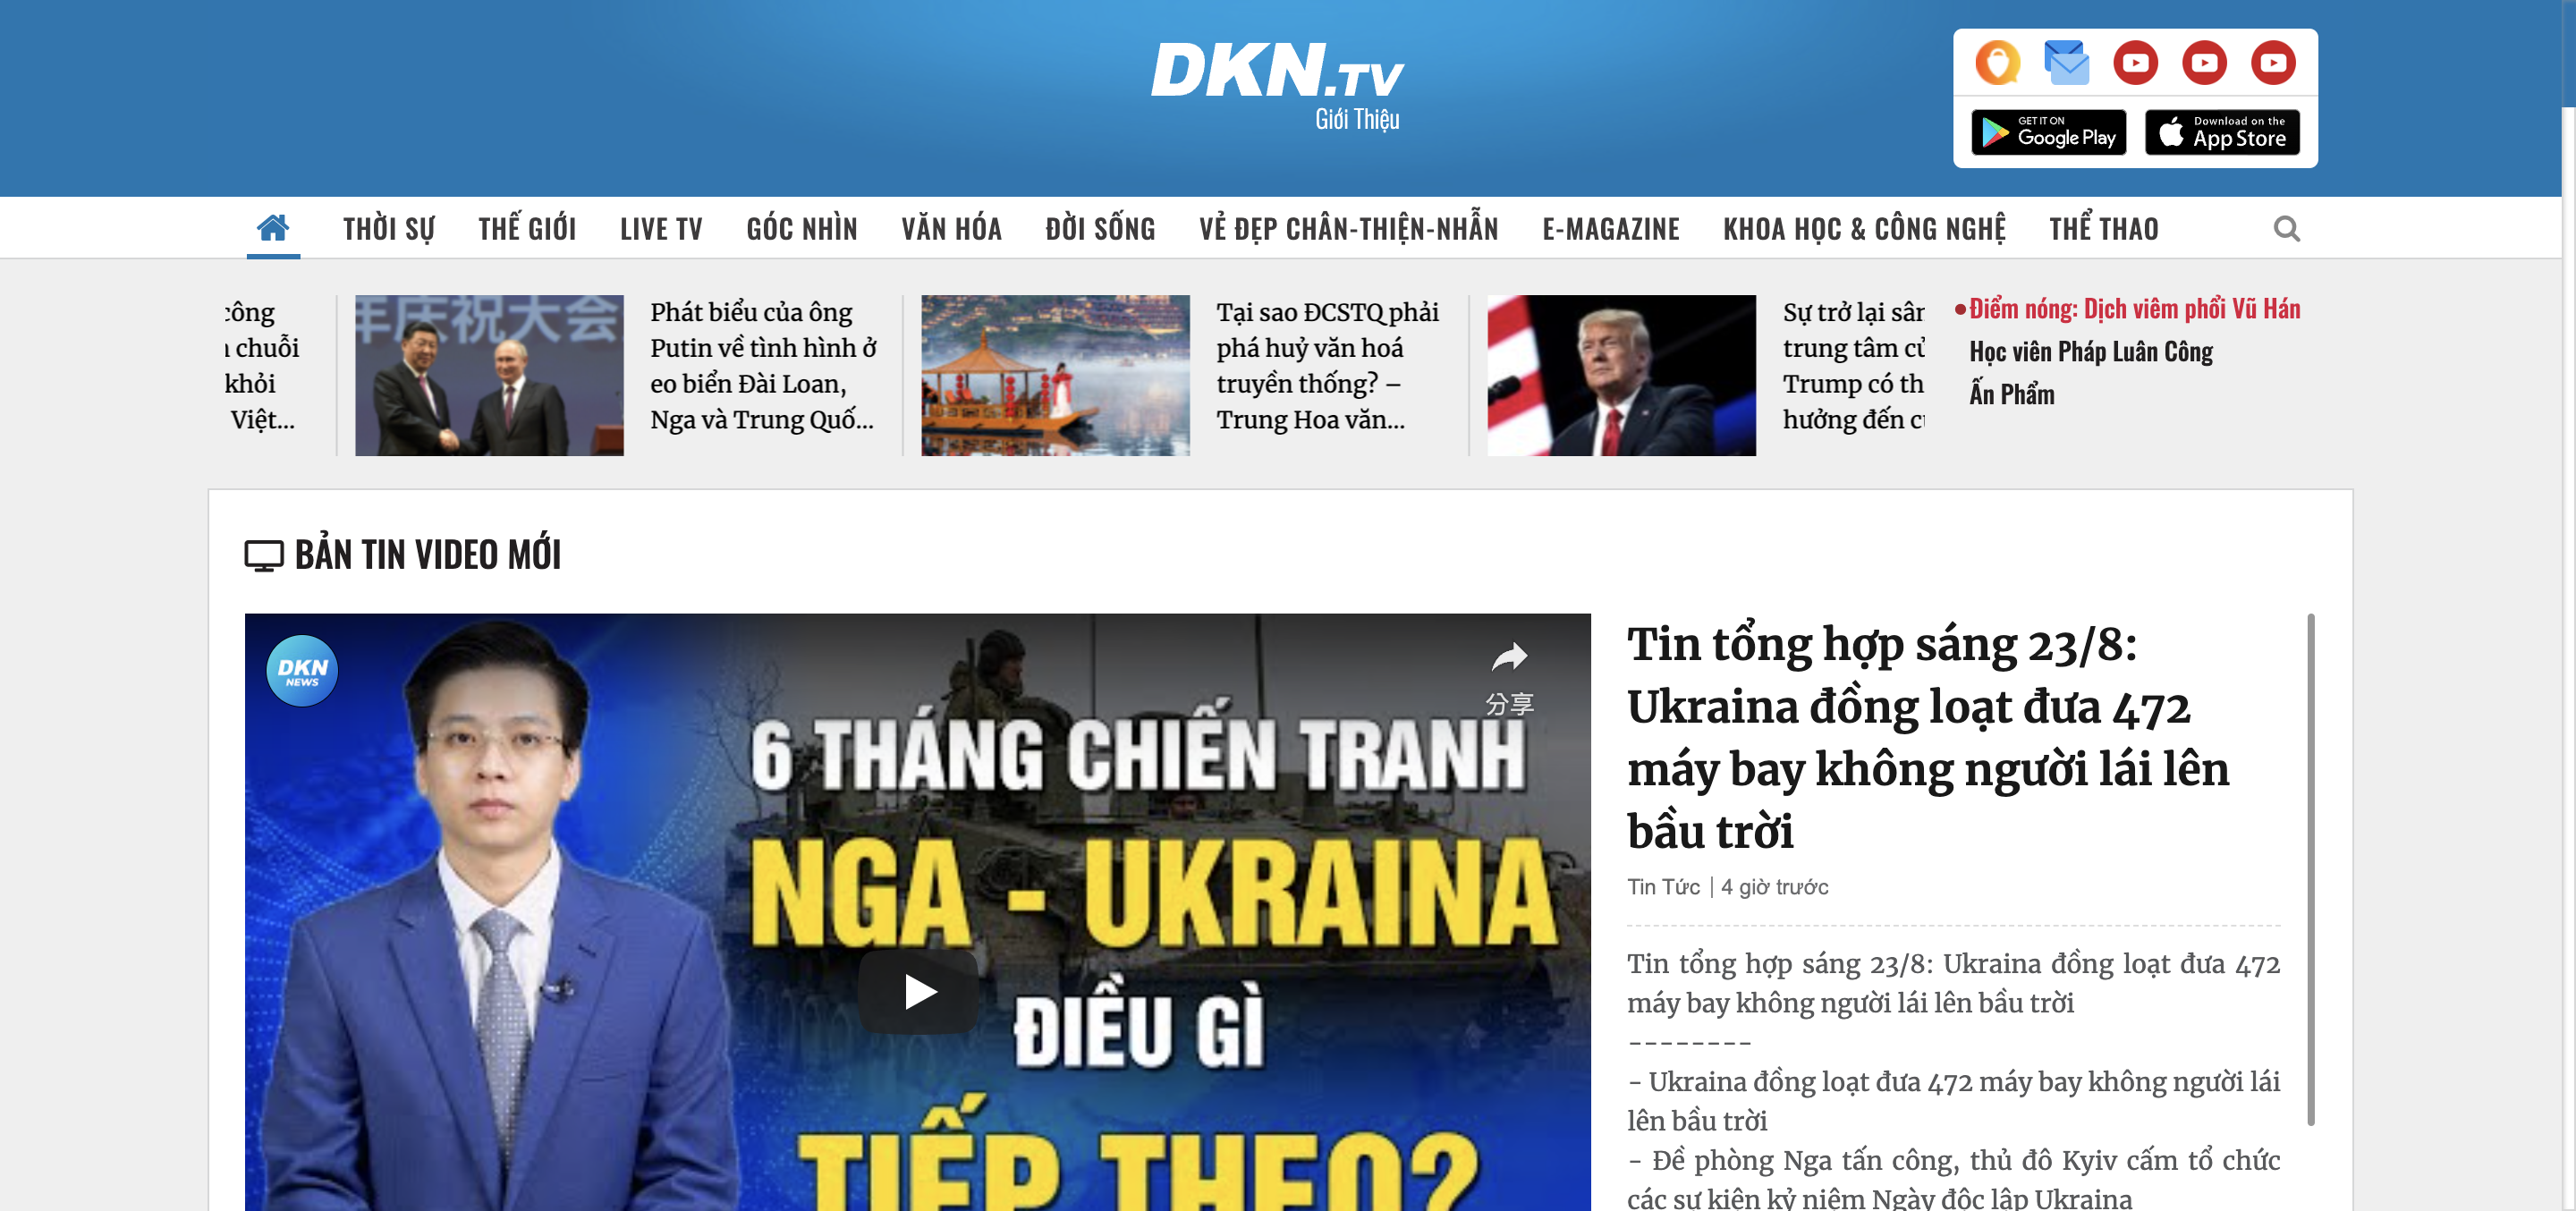 DKN.TV
Giới Thiệu
GET IT ON
Google Play
Download on the
App Store
THỜI SỰ
THẾ GIỚI
LIVE TV
GÓC NHÌN
VĂN HÓA
ĐỜI SỐNG
VẺ ĐẸP CHÂN-THIỆN-NHẪN
E-MAGAZINE
KHOA HỌC & CÔNG NGHỆ
THỂ THAO
công
chuỗi
khỏi
Việt...
年庆祝大会
Phát biểu của ông
Putin về tình hình ở
eo biển Đài Loan,
Nga và Trung Quố...
Tại sao ĐCSTQ phải
phá huỷ văn hoá
truyền thống? –
Trung Hoa văn...
Sự trở lại
trung tâm
Trump có
hưởng đến
Điểm nóng: Dịch viêm phổi Vũ Hán
Học viên Pháp Luân Công
Ấn Phẩm
BẢN TIN VIDEO MỚI
DKN
NEWS
分享
6 THÁNG CHIẾN TRANH
NGA - UKRAINA
ĐIỀU GÌ
TIẾP THEO?
Tin tổng hợp sáng 23/8:
Ukraina đồng loạt đưa 472
máy bay không người lái lên
bầu trời
Tin Tức | 4 giờ trước
Tin tổng hợp sáng 23/8: Ukraina đồng loạt đưa 472
máy bay không người lái lên bầu trời
--------
- Ukraina đồng loạt đưa 472 máy bay không người lái
lên bầu trời
- Đề phòng Nga tấn công, thủ đô Kyiv cấm tổ chức
các sự kiện kỷ niệm Ngày độc lập Ukraina